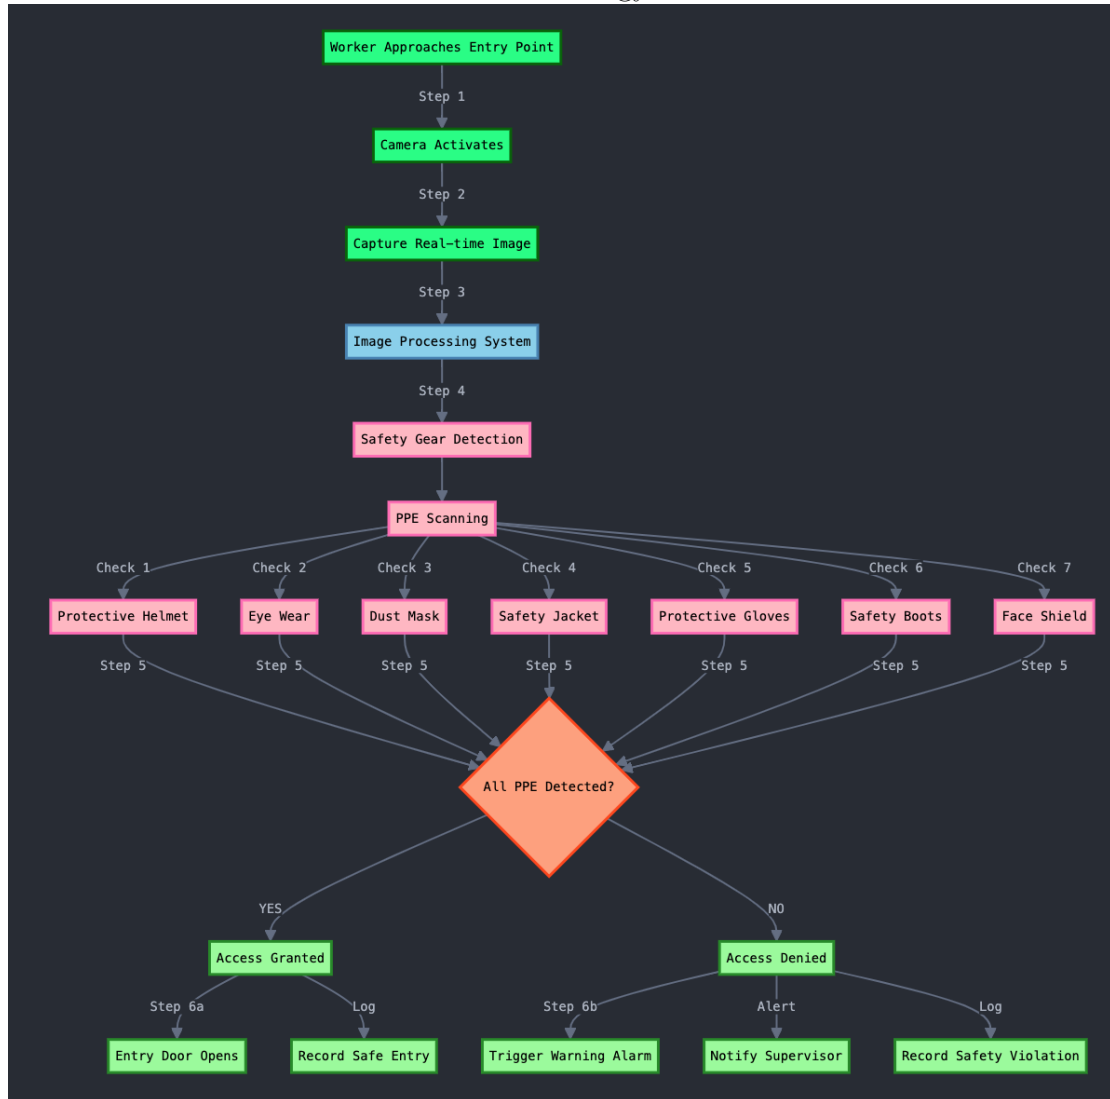 Worker Approaches Entry Point
Step 1
Camera Activates
Step 2
Capture Real-time Image
Step 3
Image Processing System
Step 4
Safety Gear Detection
PPE Scanning
Check 1 Check 2 Check 3 Check 4 Check 5 Check 6 Check 7
Protective Helmet Eye Wear Dust Mask Safety Jacket Protective Gloves Safety Boots Face Shield
Step 5 Step 5 Step 5 Step 5 Step 5 Step 5 Step 5
All PPE Detected?
YES NO
Access Granted Access Denied
Step 6a Log Step 6b Alert Log
Entry Door Opens Record Safe Entry Trigger Warning Alarm Notify Supervisor Record Safety Violation